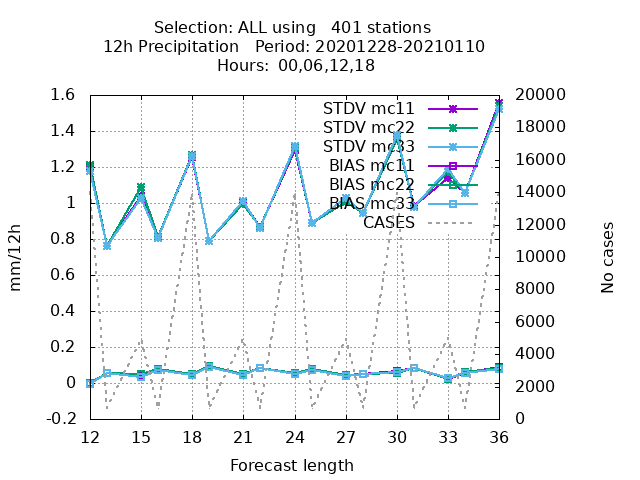 Selection: ALL using   401 stations
12h Precipitation   Period: 20201228-20210110
Hours:  00,06,12,18
1.6
1.4
1.2
1
0.8
0.6
0.4
0.2
0
-0.2
20000
18000
16000
14000
12000
10000
8000
6000
4000
2000
0
STDV mc11
STDV mc22
STDV mc33
BIAS mc11
BIAS mc22
BIAS mc33
CASES
mm/12h
No cases
12 15 18 21 24 27 30 33 36
Forecast length